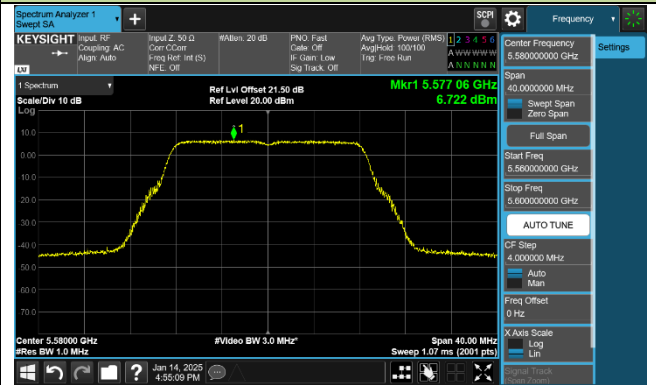 Spectrum Analyzer 1
Swept SA
+
SCPI
Frequency
KEYSIGHT
Input: RF
Coupling: AC
Align: Auto
Input Z: 50 Ω
Corr CCorr
Freq Ref: Int (S)
NFE: Off
#Atten: 20 dB
PNO: Fast
Gate: Off
IF Gain: Low
Sig Track: Off
Avg Type: Power (RMS)
Avg|Hold: 100/100
Trig: Free Run
1 2 3 4 5 6
A W W W W W
A N N N N N
LXI
1 Spectrum
Scale/Div 10 dB
Log
Ref Lvl Offset 21.50 dB
Ref Level 20.00 dBm
Mkr1 5.577 06 GHz
6.722 dBm
1
10.0
0.00
-10.0
-20.0
-30.0
-40.0
-50.0
-60.0
-70.0
Center 5.58000 GHz
#Res BW 1.0 MHz
#Video BW 3.0 MHz*
Span 40.00 MHz
Sweep 1.07 ms (2001 pts)
Center Frequency
5.580000000 GHz
Settings
Span
40.0000000 MHz
Swept Span
Zero Span
Full Span
Start Freq
5.560000000 GHz
Stop Freq
5.600000000 GHz
AUTO TUNE
CF Step
4.000000 MHz
Auto
Man
Freq Offset
0 Hz
X Axis Scale
Log
Lin
Signal Track
(Span Zoom)
?
Jan 14, 2025
4:55:09 PM